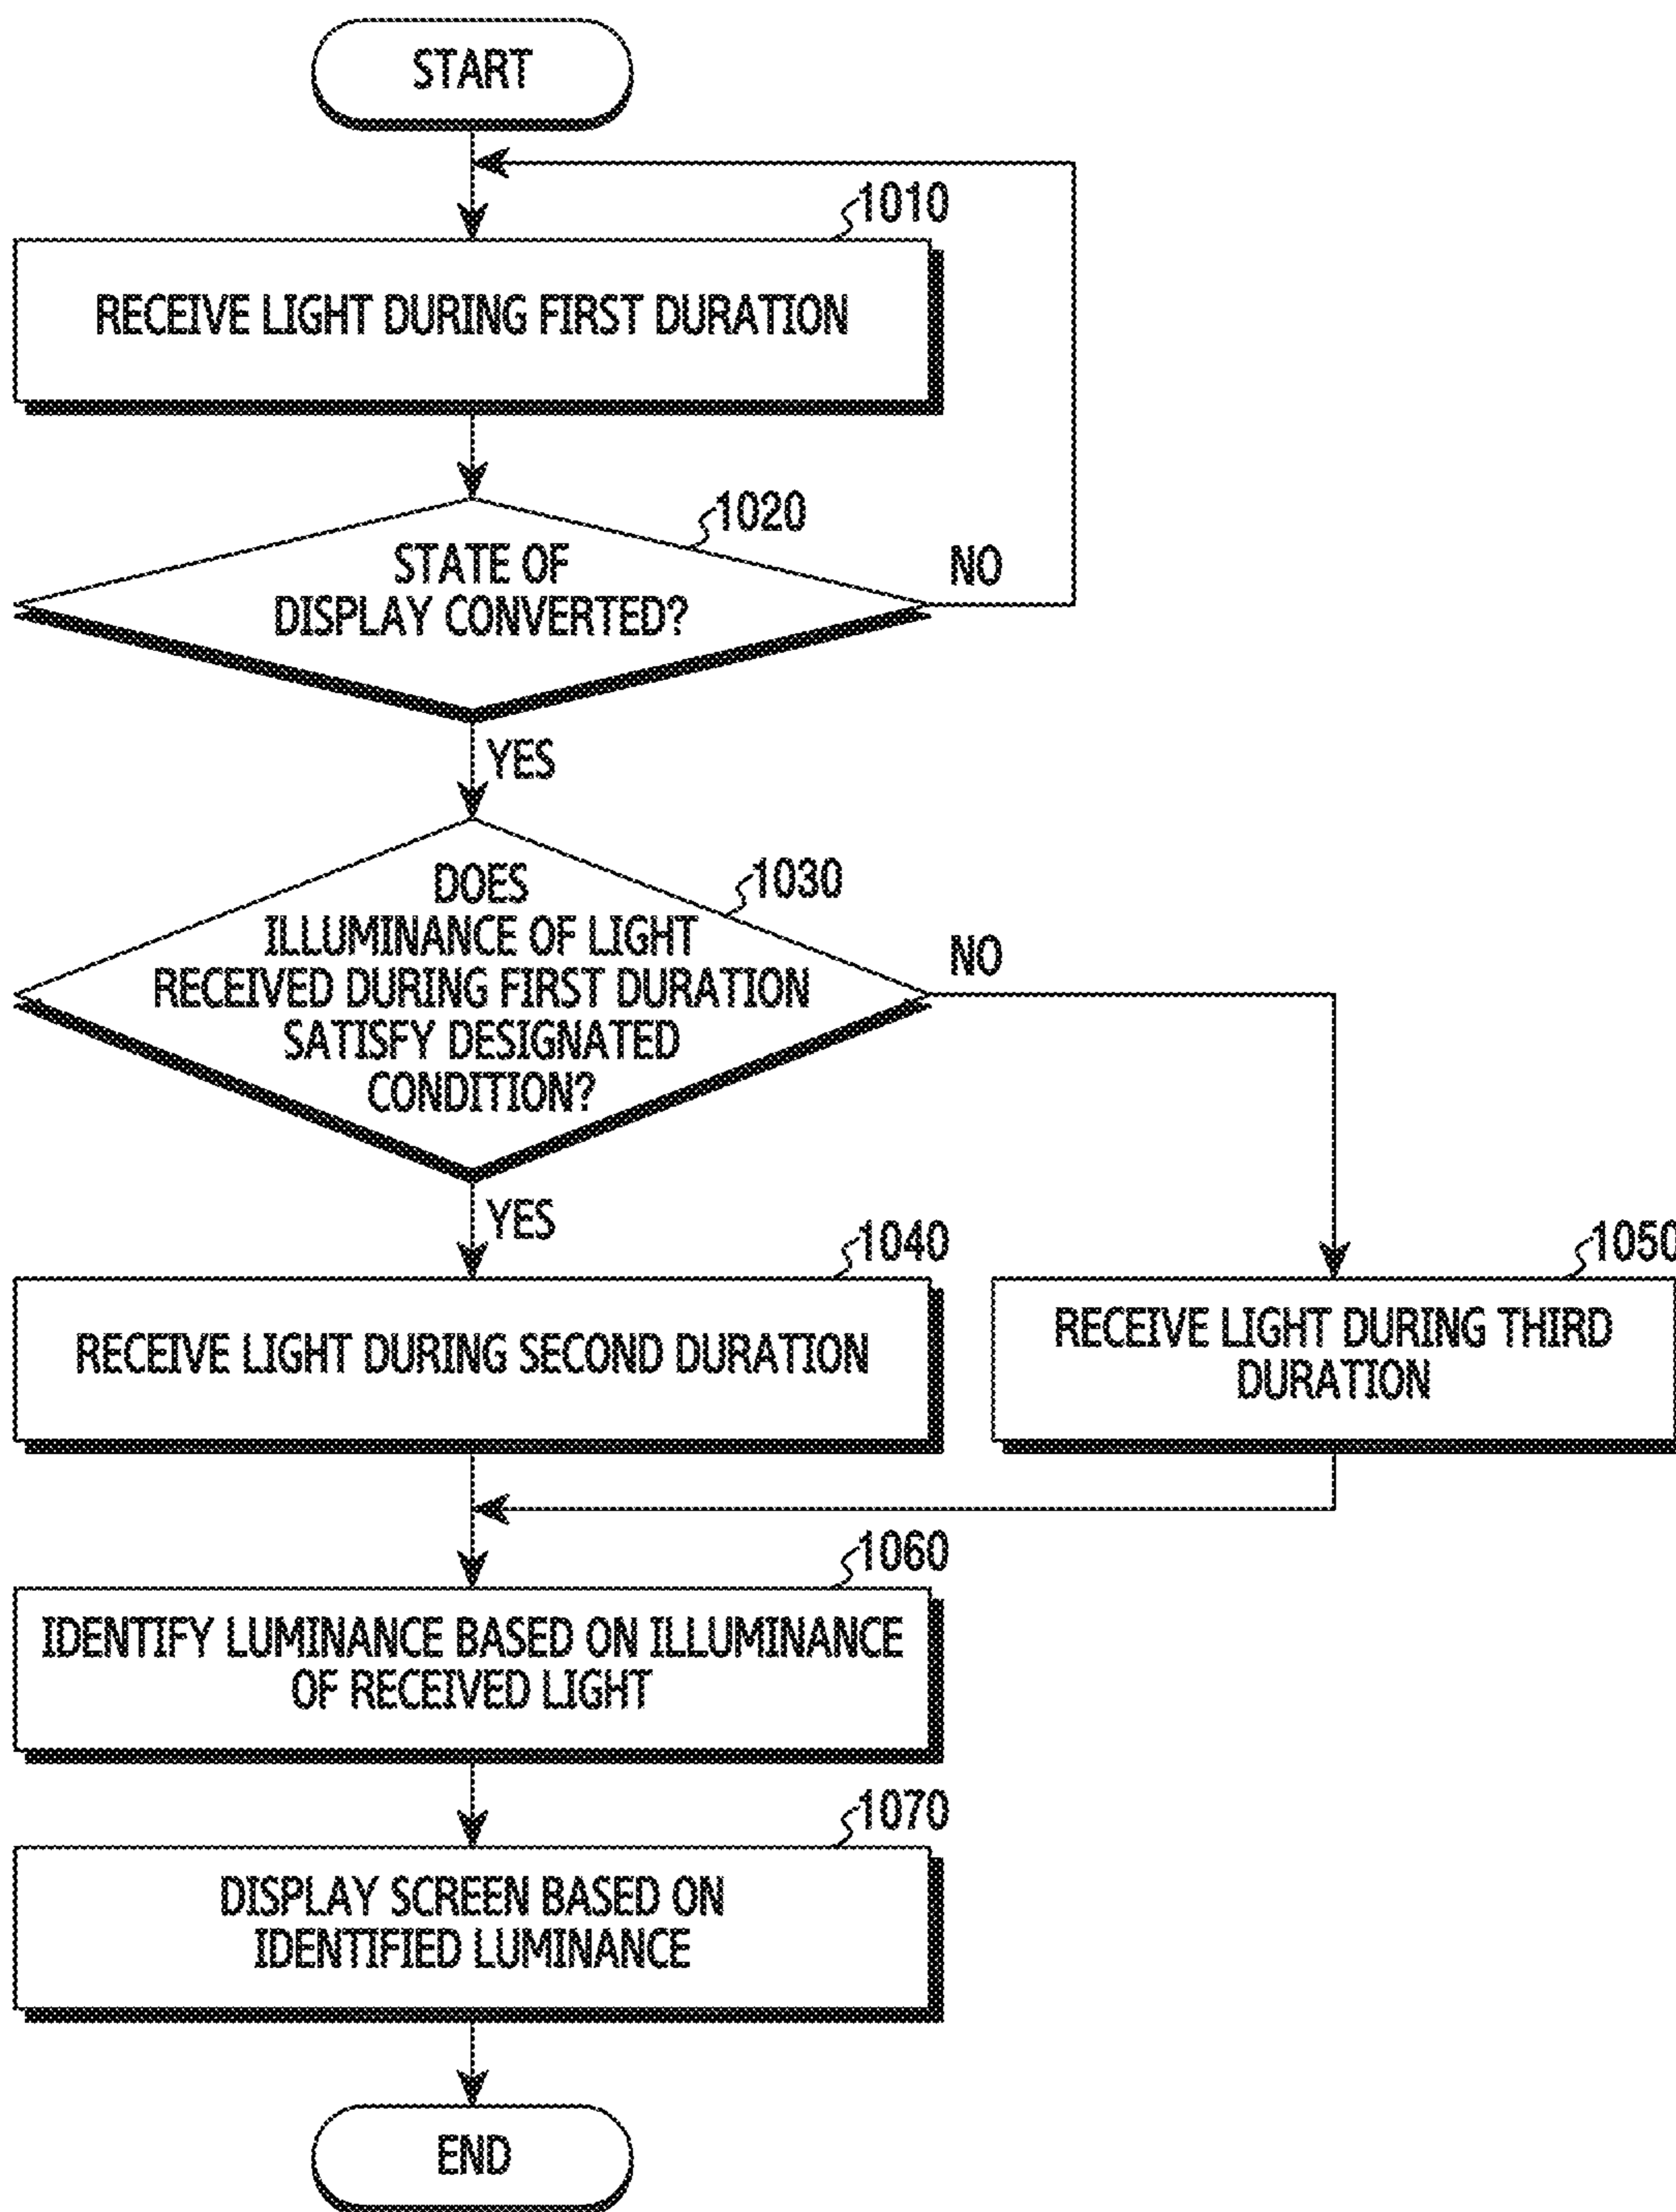 START
1010
RECEIVE LIGHT DURING FIRST DURATION
1020
STATE OF
DISPLAY CONVERTED?
NO
YES
1030
DOES
ILLUMINANCE OF LIGHT
RECEIVED DURING FIRST DURATION
SATISFY DESIGNATED
CONDITION?
NO
YES
1040
RECEIVE LIGHT DURING SECOND DURATION
1050
RECEIVE LIGHT DURING THIRD
DURATION
1060
IDENTIFY LUMINANCE BASED ON ILLUMINANCE
OF RECEIVED LIGHT
1070
DISPLAY SCREEN BASED ON
IDENTIFIED LUMINANCE
END